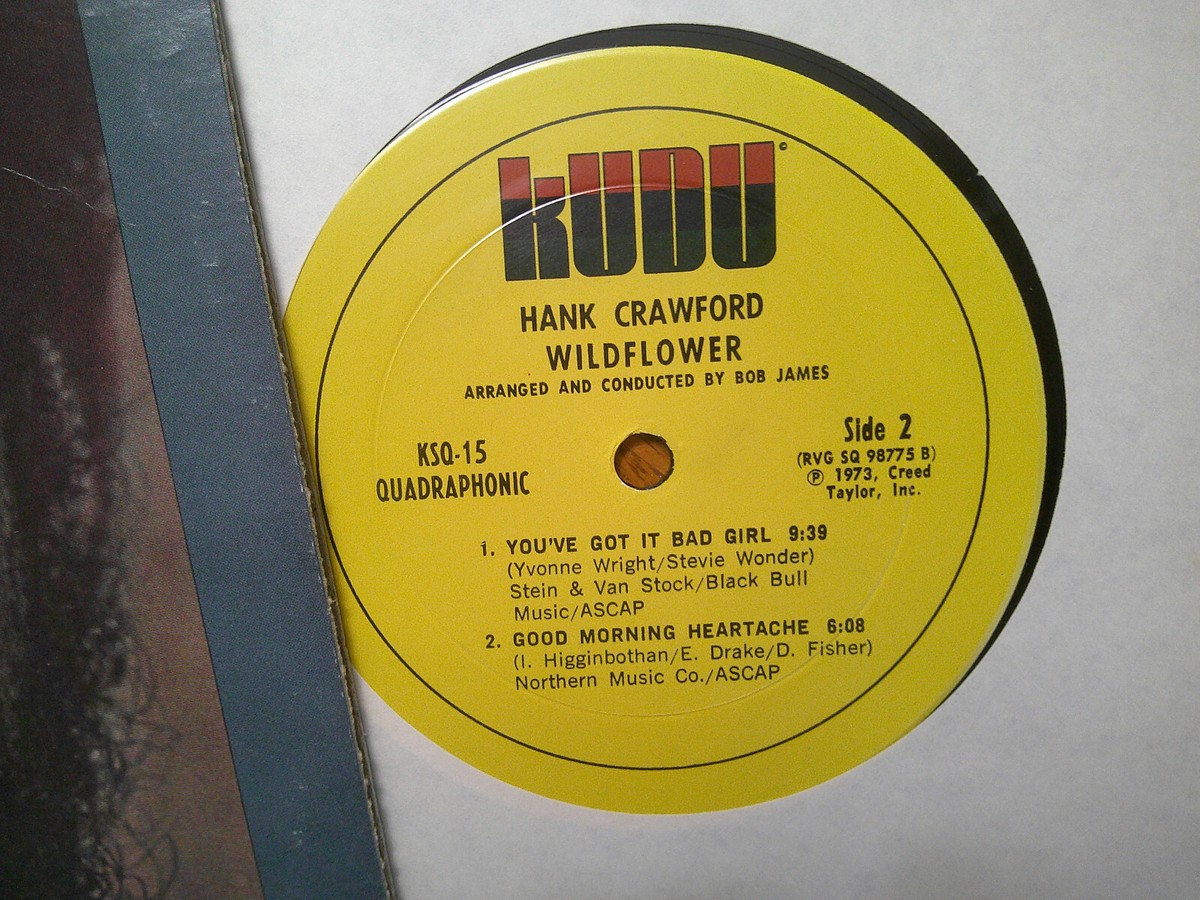 KUDU©
HANK CRAWFORD
WILDFLOWER
ARRANGED AND CONDUCTED BY BOB JAMES
KSQ-15
QUADRAPHONIC
Side 2
(RVG SQ 98775 B)
℗ 1973, Creed
Taylor, Inc.
1. YOU'VE GOT IT BAD GIRL 9:39
(Yvonne Wright/Stevie Wonder)
Stein & Van Stock/Black Bull
Music/ASCAP
2. GOOD MORNING HEARTACHE 6:08
(I. Higginbothan/E. Drake/D. Fisher)
Northern Music Co./ASCAP